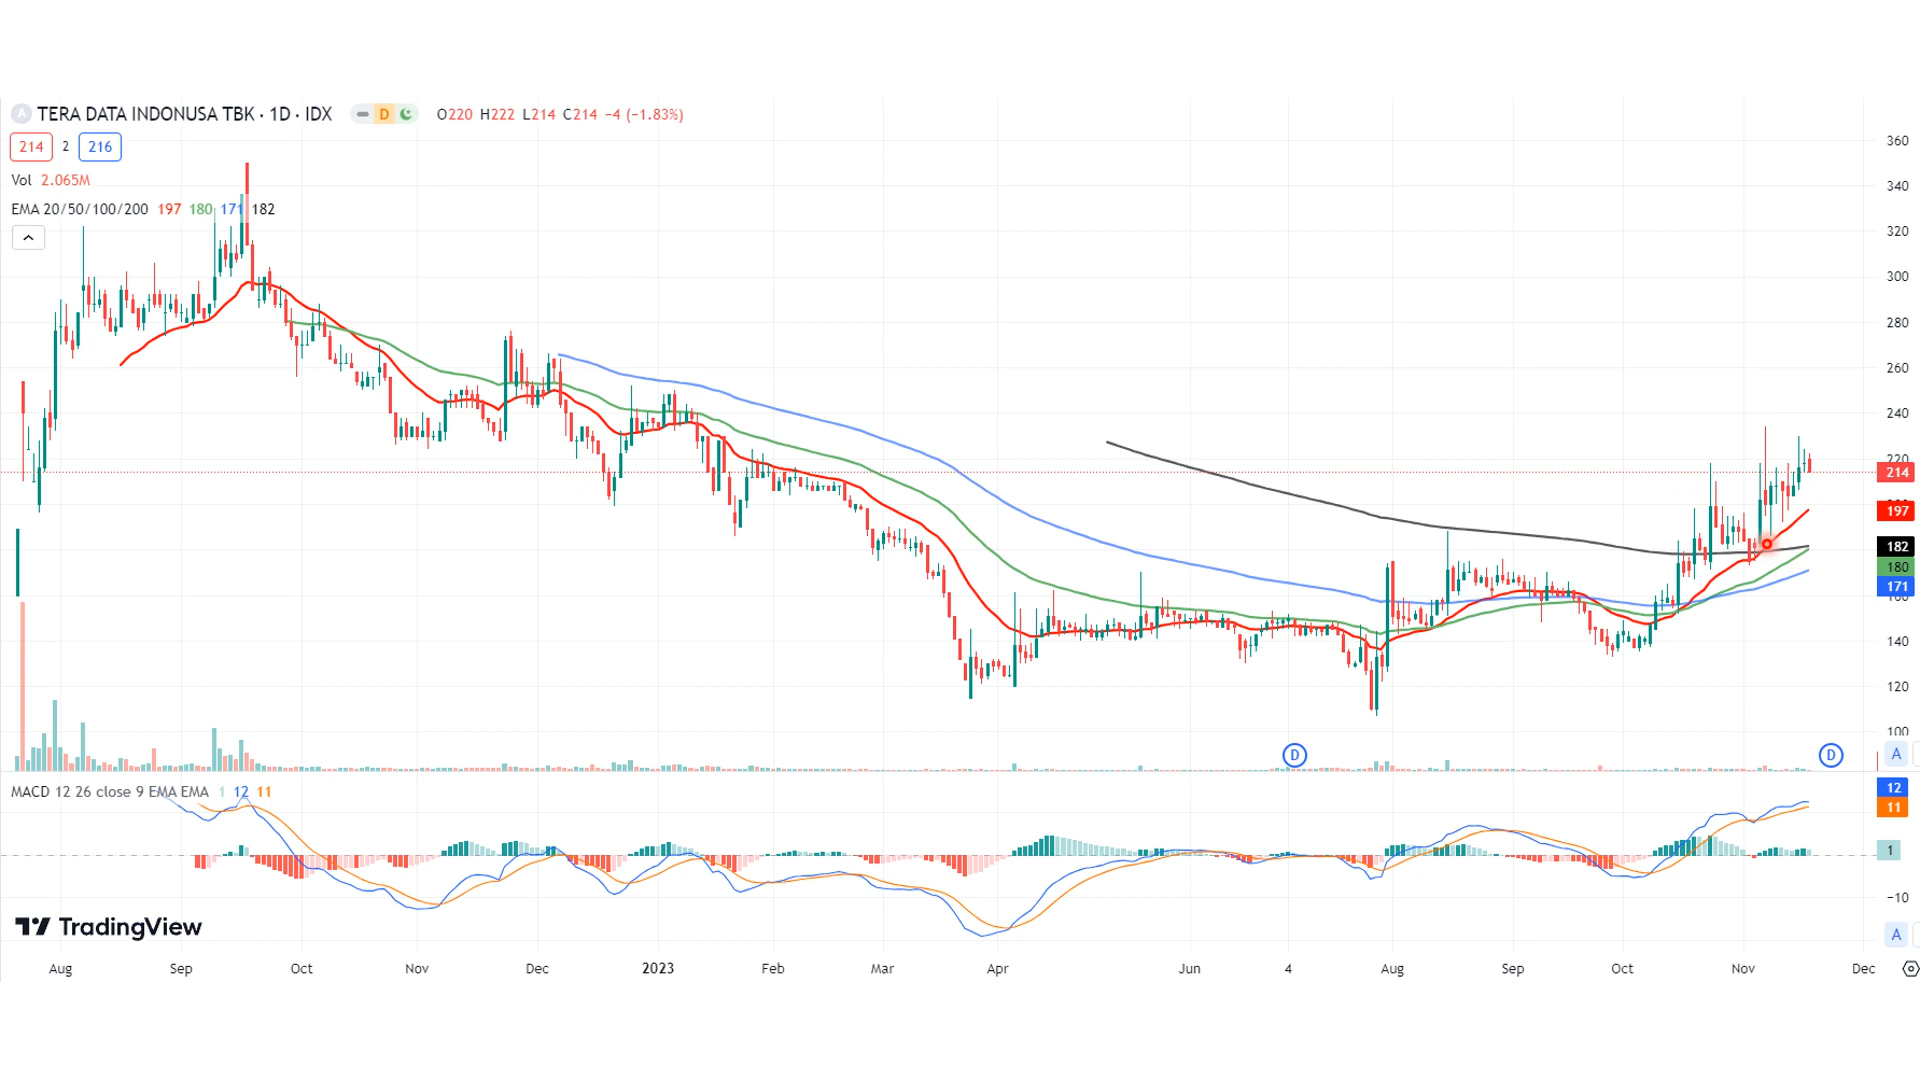 TERA DATA INDONUSA TBK · 1D · IDX D O220 H222 L214 C214 −4 (−1.83%)
214 2 216
Vol 2.065M
EMA 20/50/100/200 197 180 171 182
360
340
320
300
280
260
240
220
214
197
182
180
171
160
140
120
100
D D A
MACD 12 26 close 9 EMA EMA 1 12 11
12
11
1
−10
TradingView
A
Aug Sep Oct Nov Dec 2023 Feb Mar Apr Jun 4 Aug Sep Oct Nov Dec